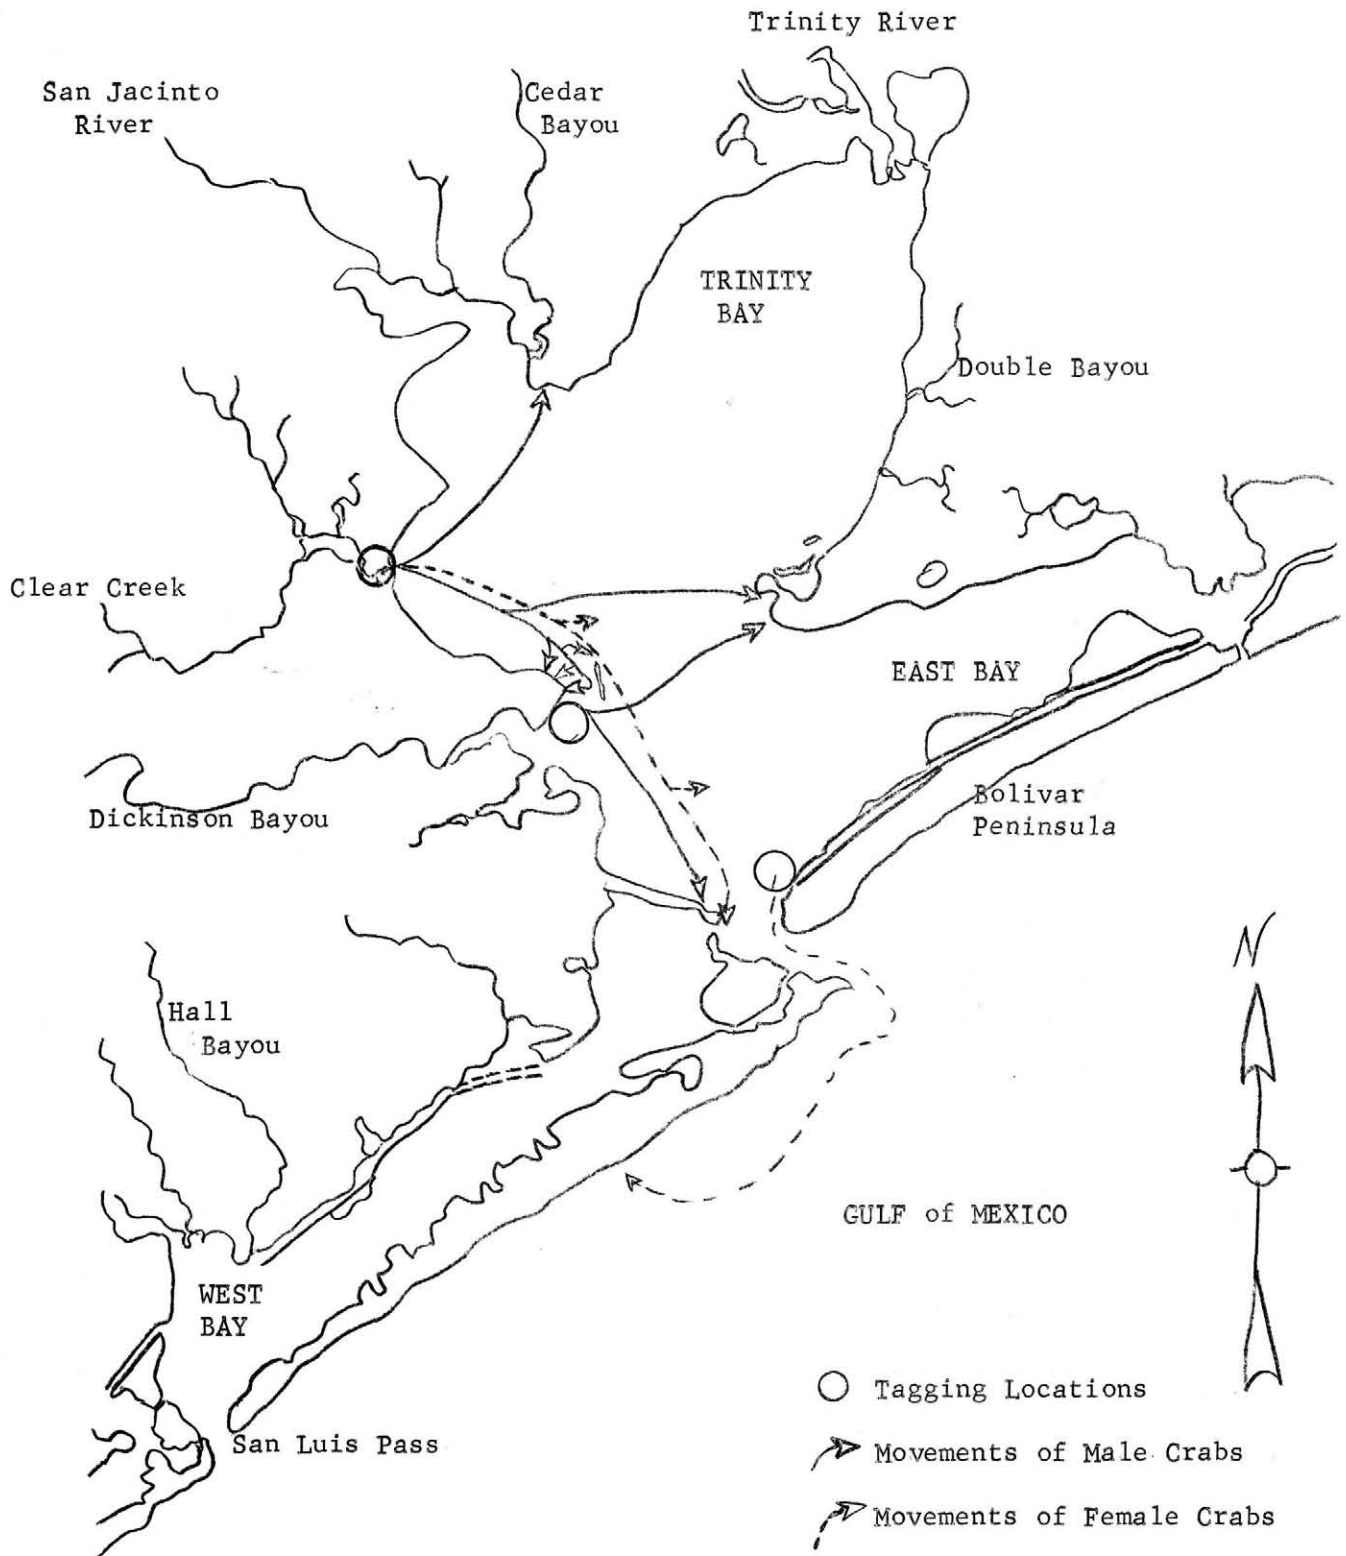 Trinity River
San Jacinto
River
Cedar
Bayou
TRINITY
BAY
Double Bayou
Clear Creek
EAST BAY
Dickinson Bayou
Bolivar
Peninsula
N
Hall
Bayou
GULF of MEXICO
WEST
BAY
San Luis Pass
Tagging Locations
Movements of Male Crabs
Movements of Female Crabs